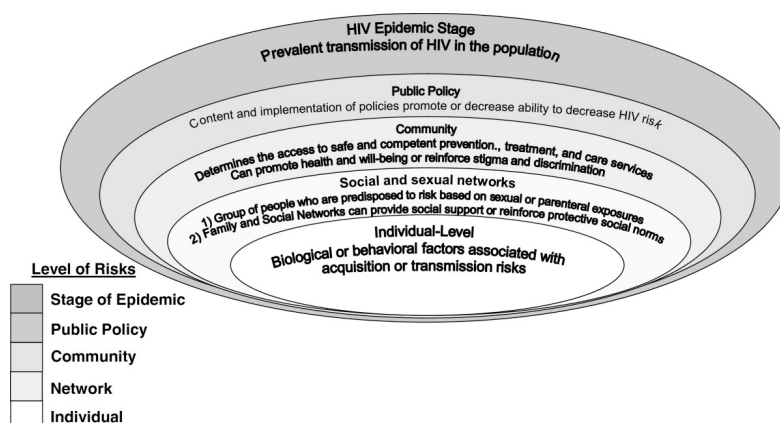 HIV Epidemic Stage
Prevalent transmission of HIV in the population
Public Policy
Content and implementation of policies promote or decrease ability to decrease HIV risk
Community
Determines the access to safe and competent prevention., treatment, and care services
Can promote health and will-being or reinforce stigma and discrimination
Social and sexual networks
1) Group of people who are predisposed to risk based on sexual or parenteral exposures
2) Family and Social Networks can provide social support or reinforce protective social norms
Individual-Level
Biological or behavioral factors associated with
acquisition or transmission risks
Level of Risks
Stage of Epidemic
Public Policy
Community
Network
Individual